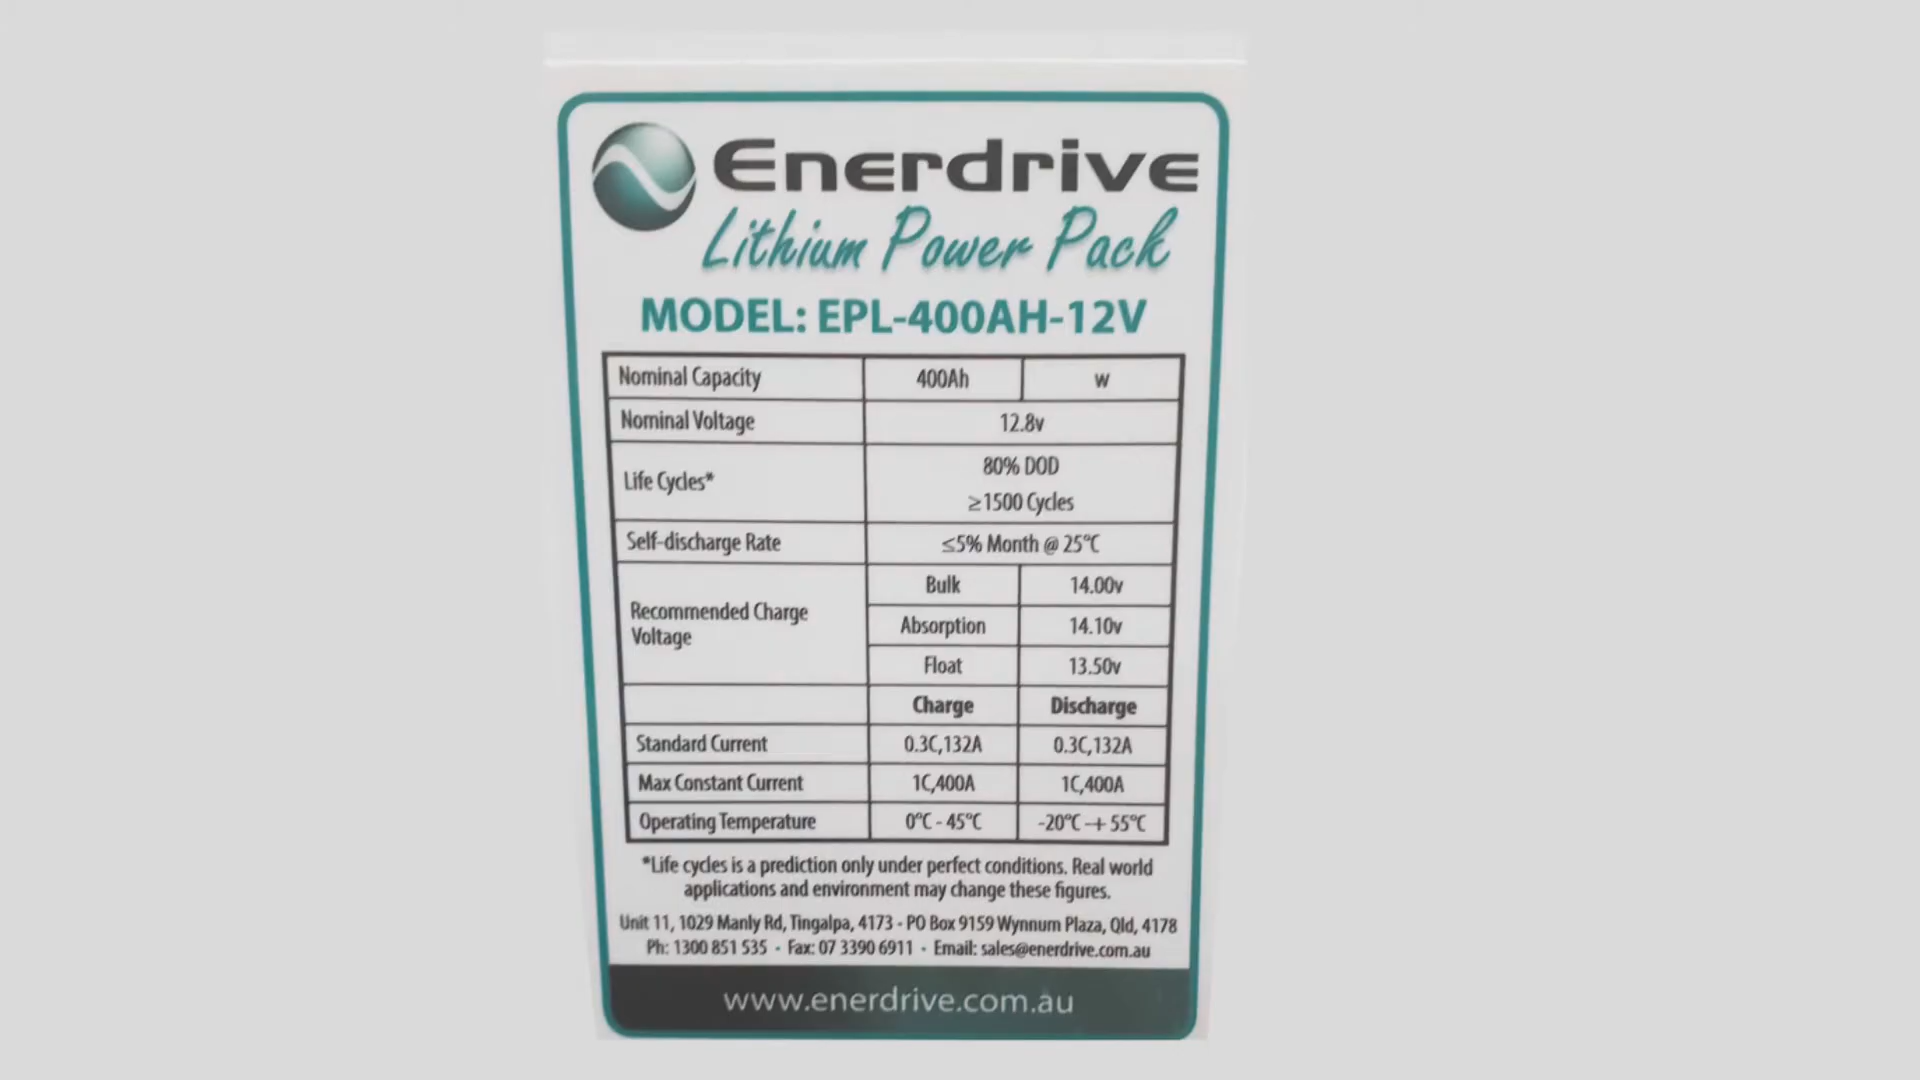 Enerdrive
Lithium Power Pack
MODEL: EPL-400AH-12V
Nominal Capacity 400Ah w
Nominal Voltage 12.8v
Life Cycles* 80% DOD
≥1500 Cycles
Self-discharge Rate ≤5% Month @ 25°C
Recommended Charge
Voltage
Bulk 14.00v
Absorption 14.10v
Float 13.50v
Charge Discharge
Standard Current 0.3C,132A 0.3C,132A
Max Constant Current 1C,400A 1C,400A
Operating Temperature 0°C - 45°C -20°C -+ 55°C
*Life cycles is a prediction only under perfect conditions. Real world
applications and environment may change these figures.
Unit 11, 1029 Manly Rd, Tingalpa, 4173 - PO Box 9159 Wynnum Plaza, Qld, 4178
Ph: 1300 851 535 • Fax: 07 3390 6911 • Email: sales@enerdrive.com.au
www.enerdrive.com.au